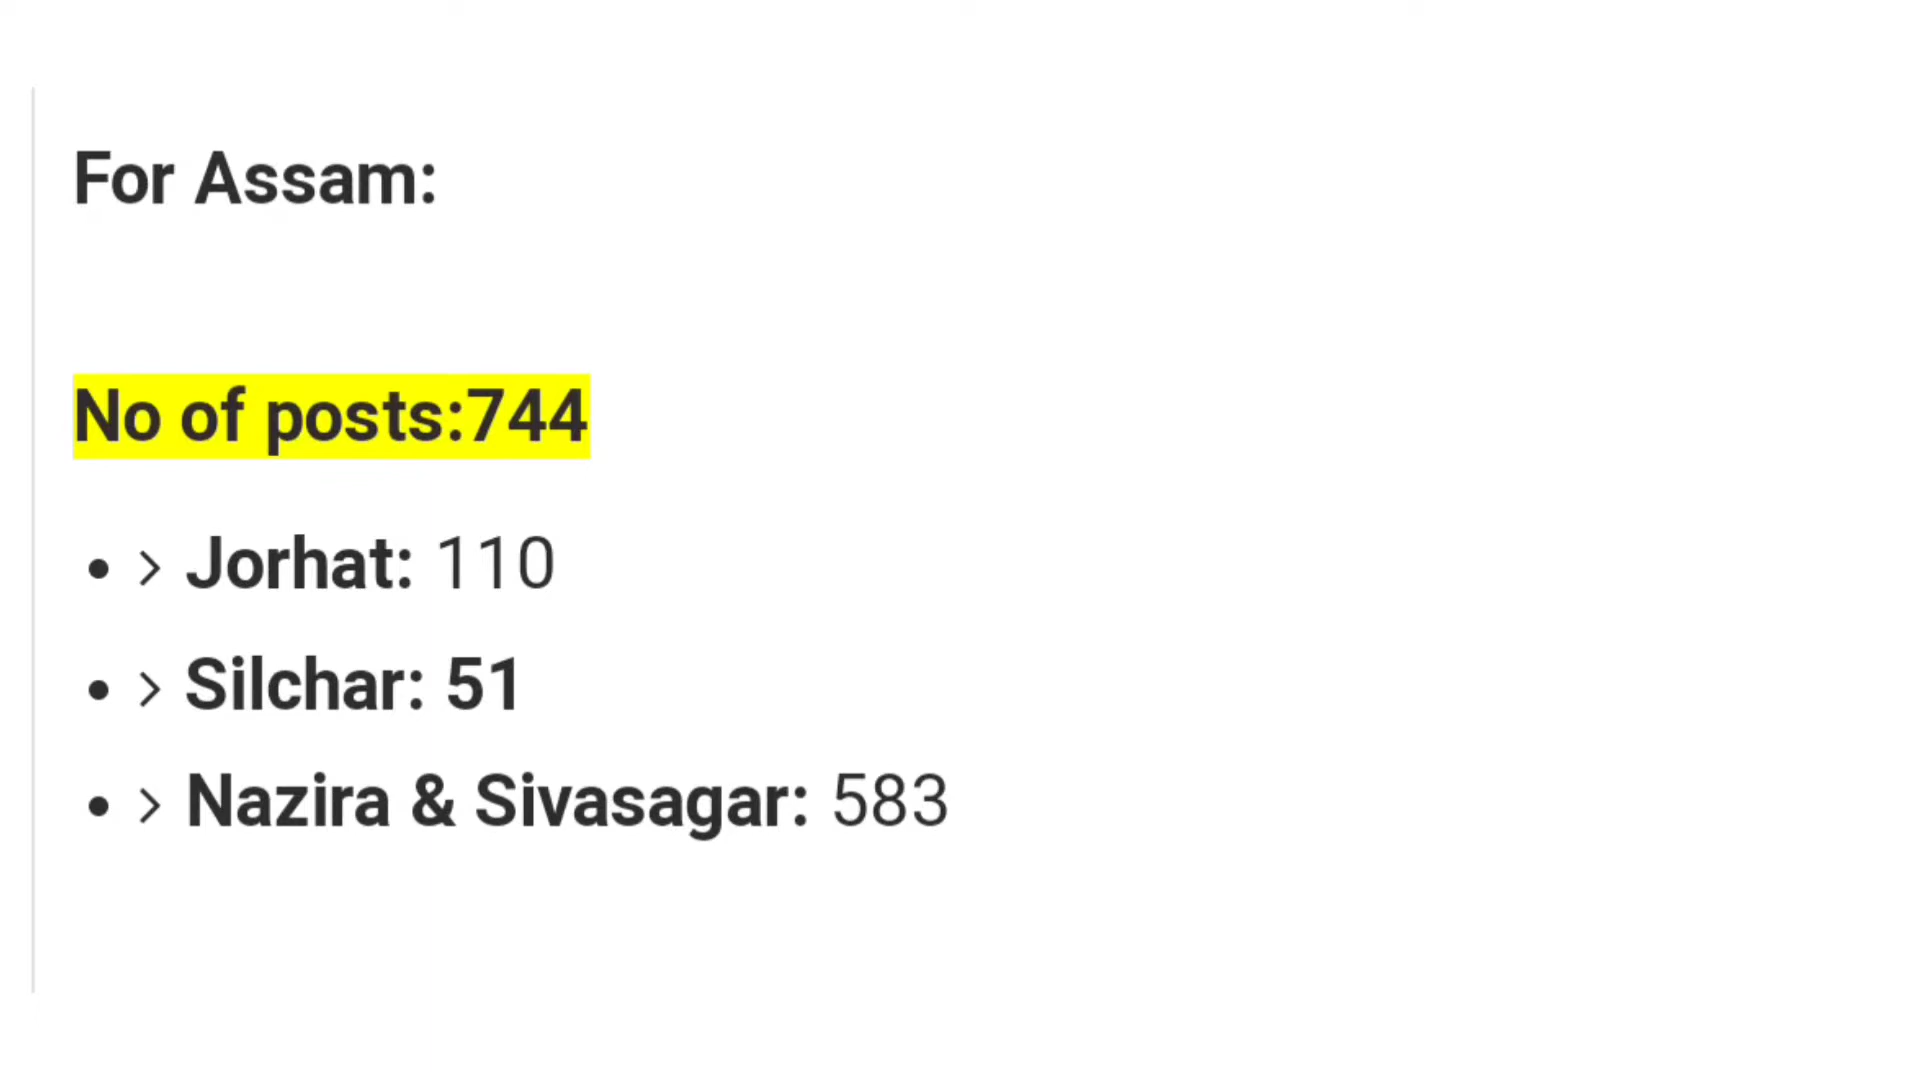 For Assam:
No of posts:744
• > Jorhat: 110
• > Silchar: 51
• > Nazira & Sivasagar: 583